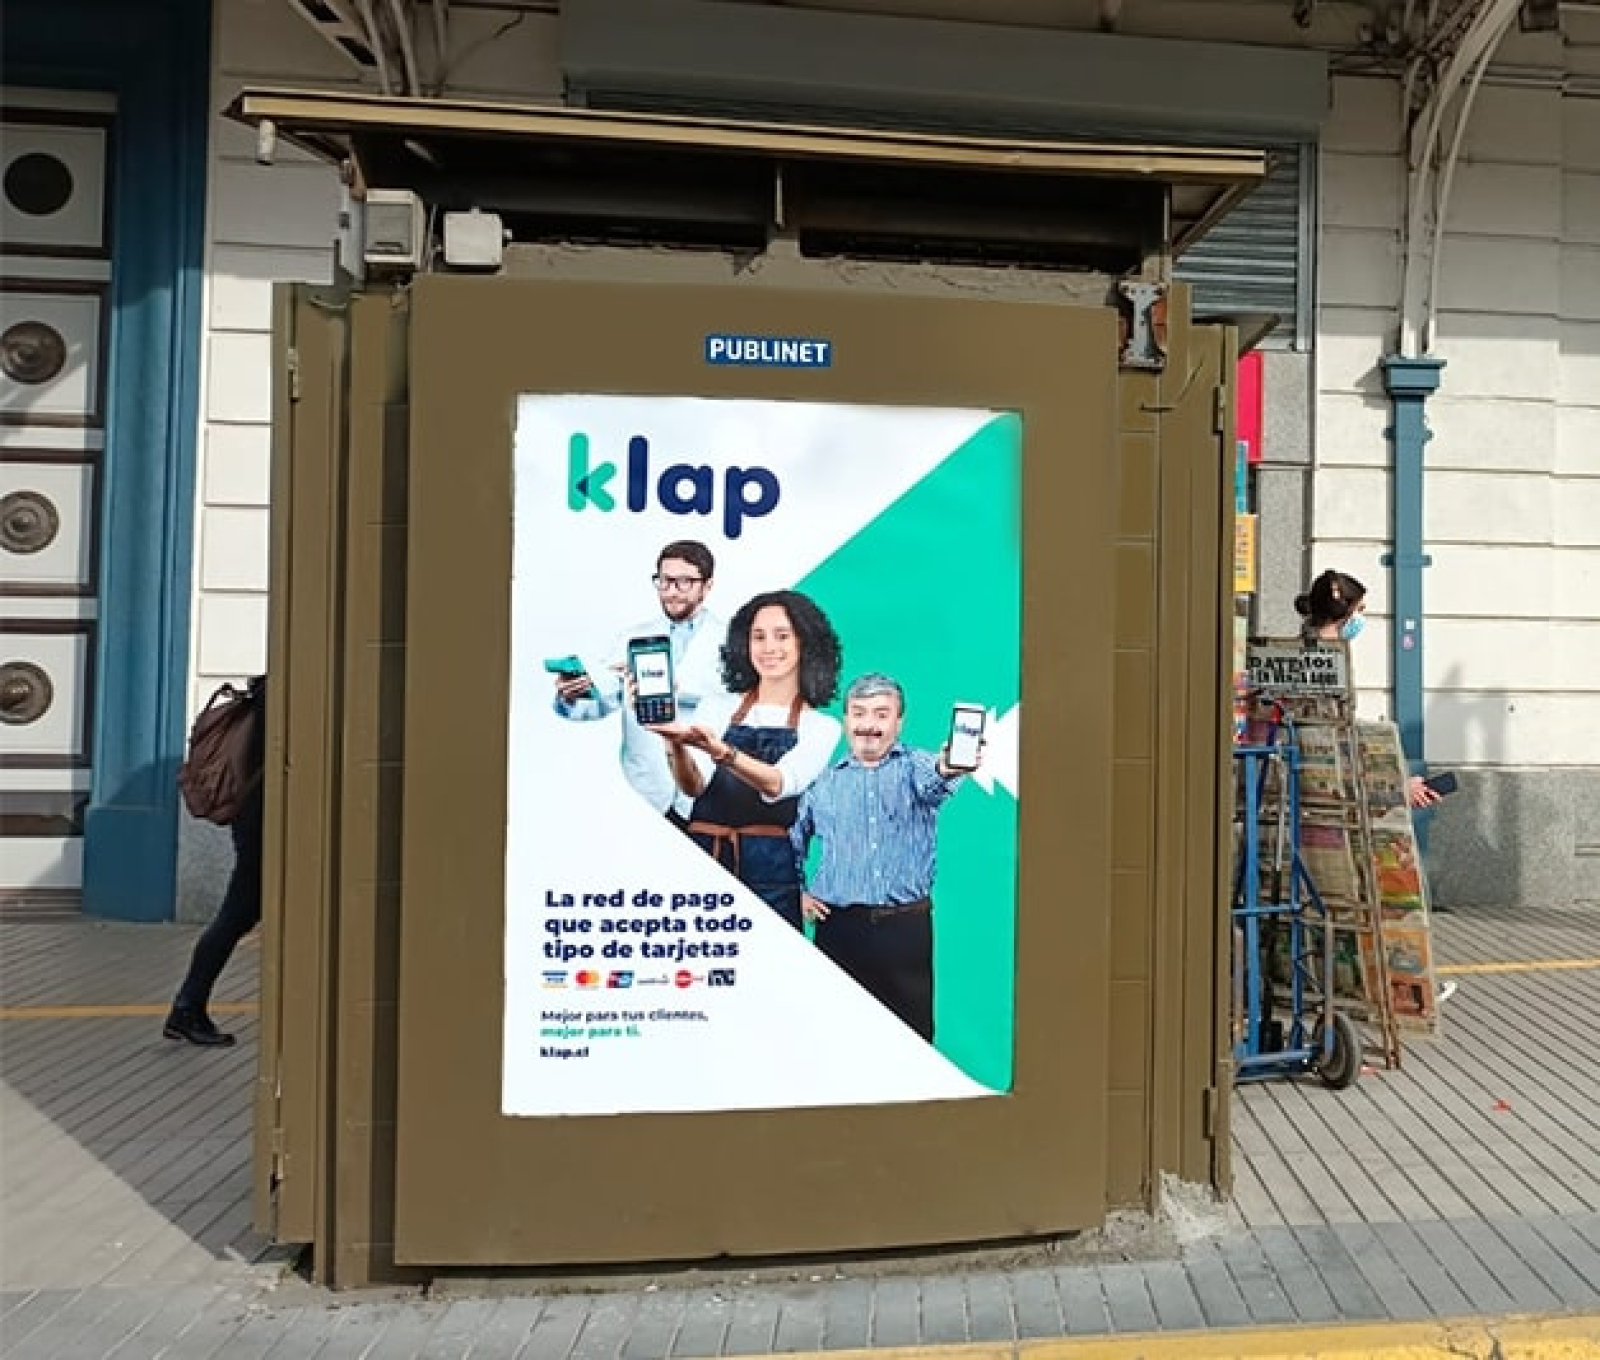 PUBLINET
klap
klap
klap
La red de pago
que acepta todo
tipo de tarjetas
VISA
Mejor para tus clientes,
mejor para ti.
klap.cl